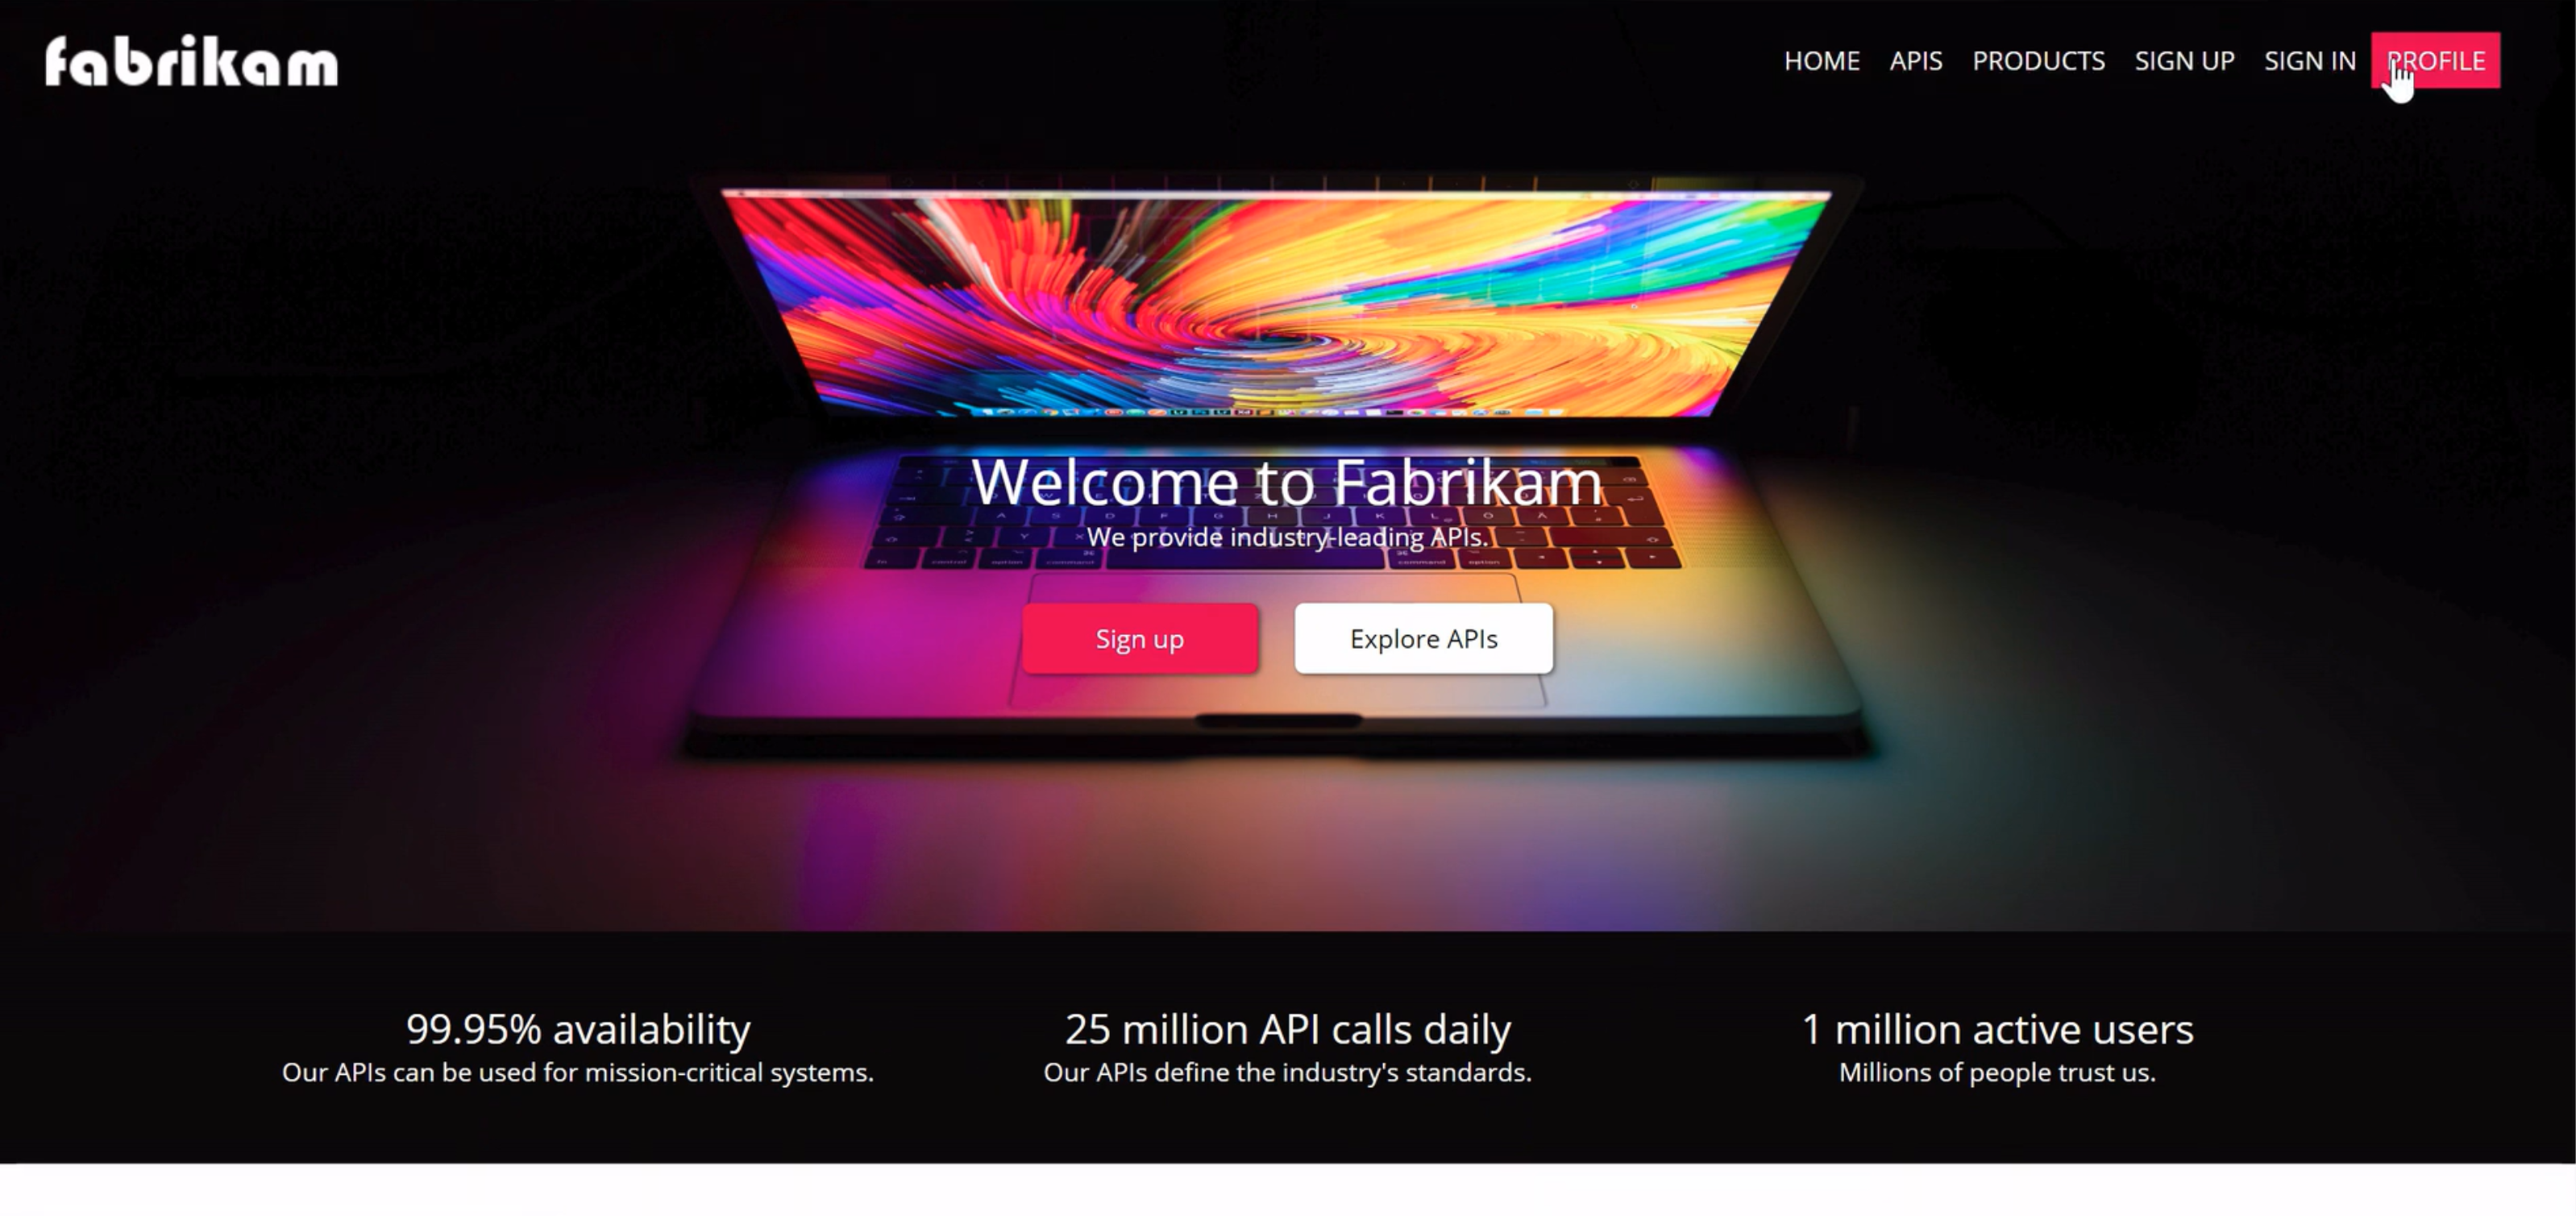 fabrikam
HOME APIS PRODUCTS SIGN UP SIGN IN PROFILE
Welcome to Fabrikam
We provide industry-leading APIs.
Sign up
Explore APIs
99.95% availability
Our APIs can be used for mission-critical systems.
25 million API calls daily
Our APIs define the industry's standards.
1 million active users
Millions of people trust us.